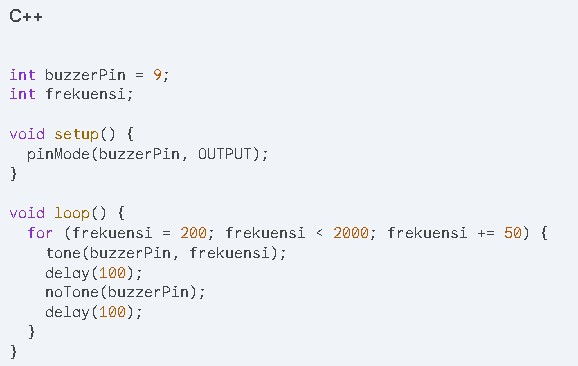 C++
int buzzerPin = 9;
int frekuensi;
void setup() {
pinMode(buzzerPin, OUTPUT);
}
void loop() {
for (frekuensi = 200; frekuensi < 2000; frekuensi += 50) {
tone(buzzerPin, frekuensi);
delay(100);
noTone(buzzerPin);
delay(100);
}
}